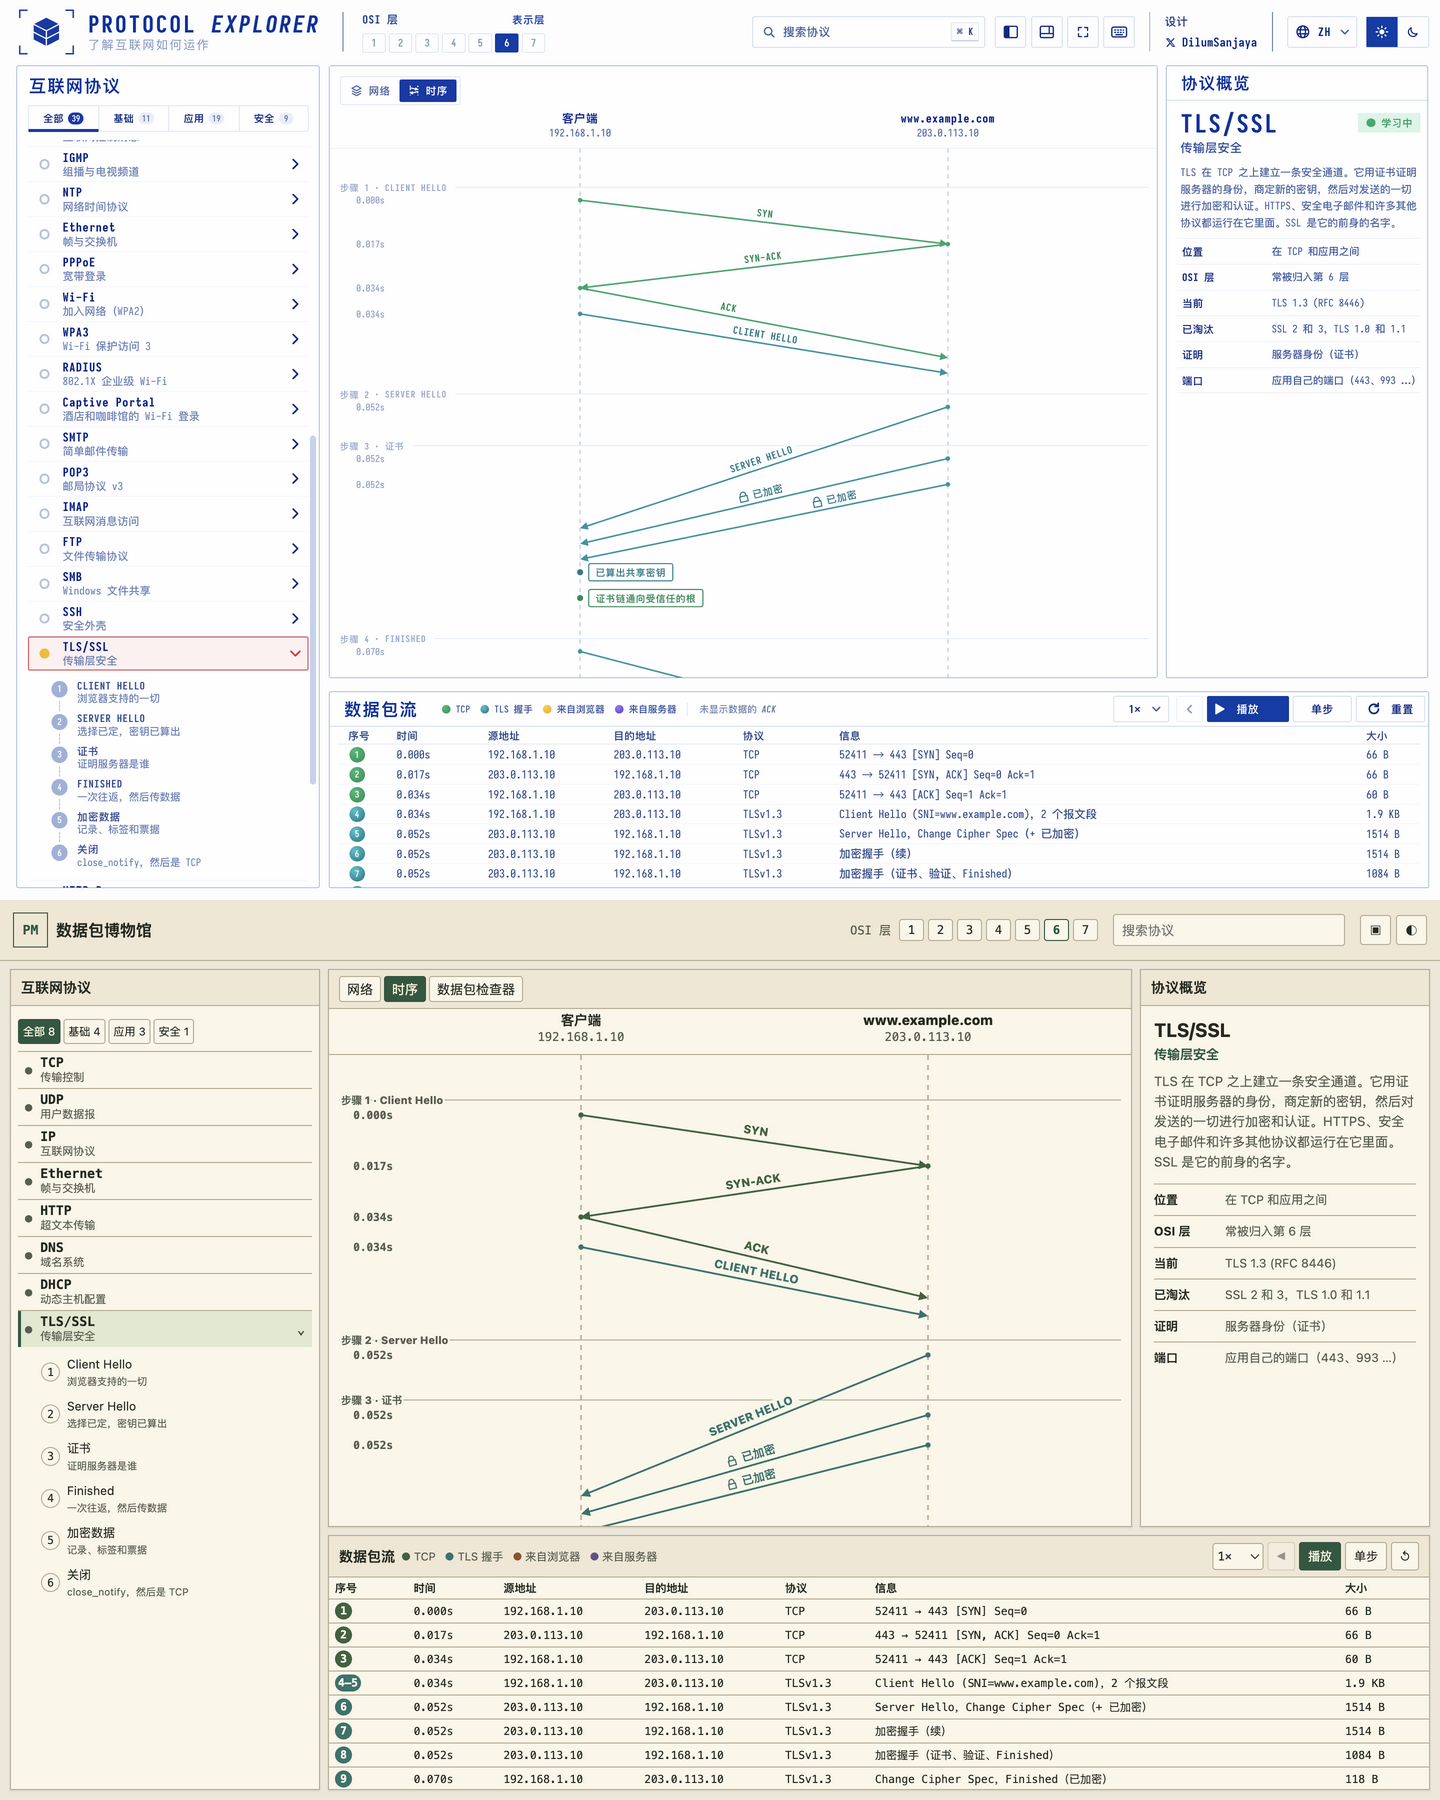 PROTOCOL EXPLORER
了解互联网如何运作
OSI 层 表示层
1 2 3 4 5 6 7
搜索协议 ⌘ K
设计
DilumSanjaya
ZH
互联网协议
全部 39 基础 11 应用 19 安全 9
IGMP
组播与电视频道
NTP
网络时间协议
Ethernet
帧与交换机
PPPoE
宽带登录
Wi-Fi
加入网络 (WPA2)
WPA3
Wi-Fi 保护访问 3
RADIUS
802.1X 企业级 Wi-Fi
Captive Portal
酒店和咖啡馆的 Wi-Fi 登录
SMTP
简单邮件传输
POP3
邮局协议 v3
IMAP
互联网消息访问
FTP
文件传输协议
SMB
Windows 文件共享
SSH
安全外壳
TLS/SSL
传输层安全
1 CLIENT HELLO
浏览器支持的一切
2 SERVER HELLO
选择已定，密钥已算出
3 证书
证明服务器是谁
4 FINISHED
一次往返，然后传数据
5 加密数据
记录、标签和票据
6 关闭
close_notify，然后是 TCP
网络 时序
客户端 www.example.com
192.168.1.10 203.0.113.10
步骤 1 · CLIENT HELLO
0.000s
SYN
0.017s
SYN-ACK
0.034s
ACK
0.034s
CLIENT HELLO
步骤 2 · SERVER HELLO
0.052s
步骤 3 · 证书
SERVER HELLO
0.052s
0.052s
已加密
已加密
已算出共享密钥
证书链通向受信任的根
步骤 4 · FINISHED
0.070s
协议概览
TLS/SSL 学习中
传输层安全
TLS 在 TCP 之上建立一条安全通道。它用证书证明
服务器的身份，商定新的密钥，然后对发送的一切
进行加密和认证。HTTPS、安全电子邮件和许多其他
协议都运行在它里面。SSL 是它的前身的名字。
位置 在 TCP 和应用之间
OSI 层 常被归入第 6 层
当前 TLS 1.3 (RFC 8446)
已淘汰 SSL 2 和 3，TLS 1.0 和 1.1
证明 服务器身份（证书）
端口 应用自己的端口（443、993 …）
数据包流 TCP TLS 握手 来自浏览器 来自服务器 未显示数据的 ACK 1× 播放 单步 重置
序号 时间 源地址 目的地址 协议 信息 大小
1 0.000s 192.168.1.10 203.0.113.10 TCP 52411 → 443 [SYN] Seq=0 66 B
2 0.017s 203.0.113.10 192.168.1.10 TCP 443 → 52411 [SYN, ACK] Seq=0 Ack=1 66 B
3 0.034s 192.168.1.10 203.0.113.10 TCP 52411 → 443 [ACK] Seq=1 Ack=1 60 B
4 0.034s 192.168.1.10 203.0.113.10 TLSv1.3 Client Hello (SNI=www.example.com)，2 个报文段 1.9 KB
5 0.052s 203.0.113.10 192.168.1.10 TLSv1.3 Server Hello, Change Cipher Spec (+ 已加密) 1514 B
6 0.052s 203.0.113.10 192.168.1.10 TLSv1.3 加密握手（续） 1514 B
7 0.052s 203.0.113.10 192.168.1.10 TLSv1.3 加密握手（证书、验证、Finished） 1084 B
PM 数据包博物馆
OSI 层 1 2 3 4 5 6 7 搜索协议
互联网协议
全部 8 基础 4 应用 3 安全 1
TCP
传输控制
UDP
用户数据报
IP
互联网协议
Ethernet
帧与交换机
HTTP
超文本传输
DNS
域名系统
DHCP
动态主机配置
TLS/SSL
传输层安全
1 Client Hello
浏览器支持的一切
2 Server Hello
选择已定，密钥已算出
3 证书
证明服务器是谁
4 Finished
一次往返，然后传数据
5 加密数据
记录、标签和票据
6 关闭
close_notify，然后是 TCP
网络 时序 数据包检查器
客户端 www.example.com
192.168.1.10 203.0.113.10
步骤 1 · Client Hello
0.000s
SYN
0.017s
SYN-ACK
0.034s
ACK
0.034s
CLIENT HELLO
步骤 2 · Server Hello
0.052s
步骤 3 · 证书
SERVER HELLO
0.052s
0.052s
已加密
已加密
协议概览
TLS/SSL
传输层安全
TLS 在 TCP 之上建立一条安全通道。它用证
书证明服务器的身份，商定新的密钥，然后对
发送的一切进行加密和认证。HTTPS、安全
电子邮件和许多其他协议都运行在它里面。
SSL 是它的前身的名字。
位置 在 TCP 和应用之间
OSI 层 常被归入第 6 层
当前 TLS 1.3 (RFC 8446)
已淘汰 SSL 2 和 3，TLS 1.0 和 1.1
证明 服务器身份（证书）
端口 应用自己的端口（443、993 …）
数据包流 TCP TLS 握手 来自浏览器 来自服务器 1× 播放 单步
序号 时间 源地址 目的地址 协议 信息 大小
1 0.000s 192.168.1.10 203.0.113.10 TCP 52411 → 443 [SYN] Seq=0 66 B
2 0.017s 203.0.113.10 192.168.1.10 TCP 443 → 52411 [SYN, ACK] Seq=0 Ack=1 66 B
3 0.034s 192.168.1.10 203.0.113.10 TCP 52411 → 443 [ACK] Seq=1 Ack=1 60 B
4–5 0.034s 192.168.1.10 203.0.113.10 TLSv1.3 Client Hello (SNI=www.example.com)，2 个报文段 1.9 KB
6 0.052s 203.0.113.10 192.168.1.10 TLSv1.3 Server Hello, Change Cipher Spec (+ 已加密) 1514 B
7 0.052s 203.0.113.10 192.168.1.10 TLSv1.3 加密握手（续） 1514 B
8 0.052s 203.0.113.10 192.168.1.10 TLSv1.3 加密握手（证书、验证、Finished） 1084 B
9 0.070s 192.168.1.10 203.0.113.10 TLSv1.3 Change Cipher Spec, Finished（已加密） 118 B